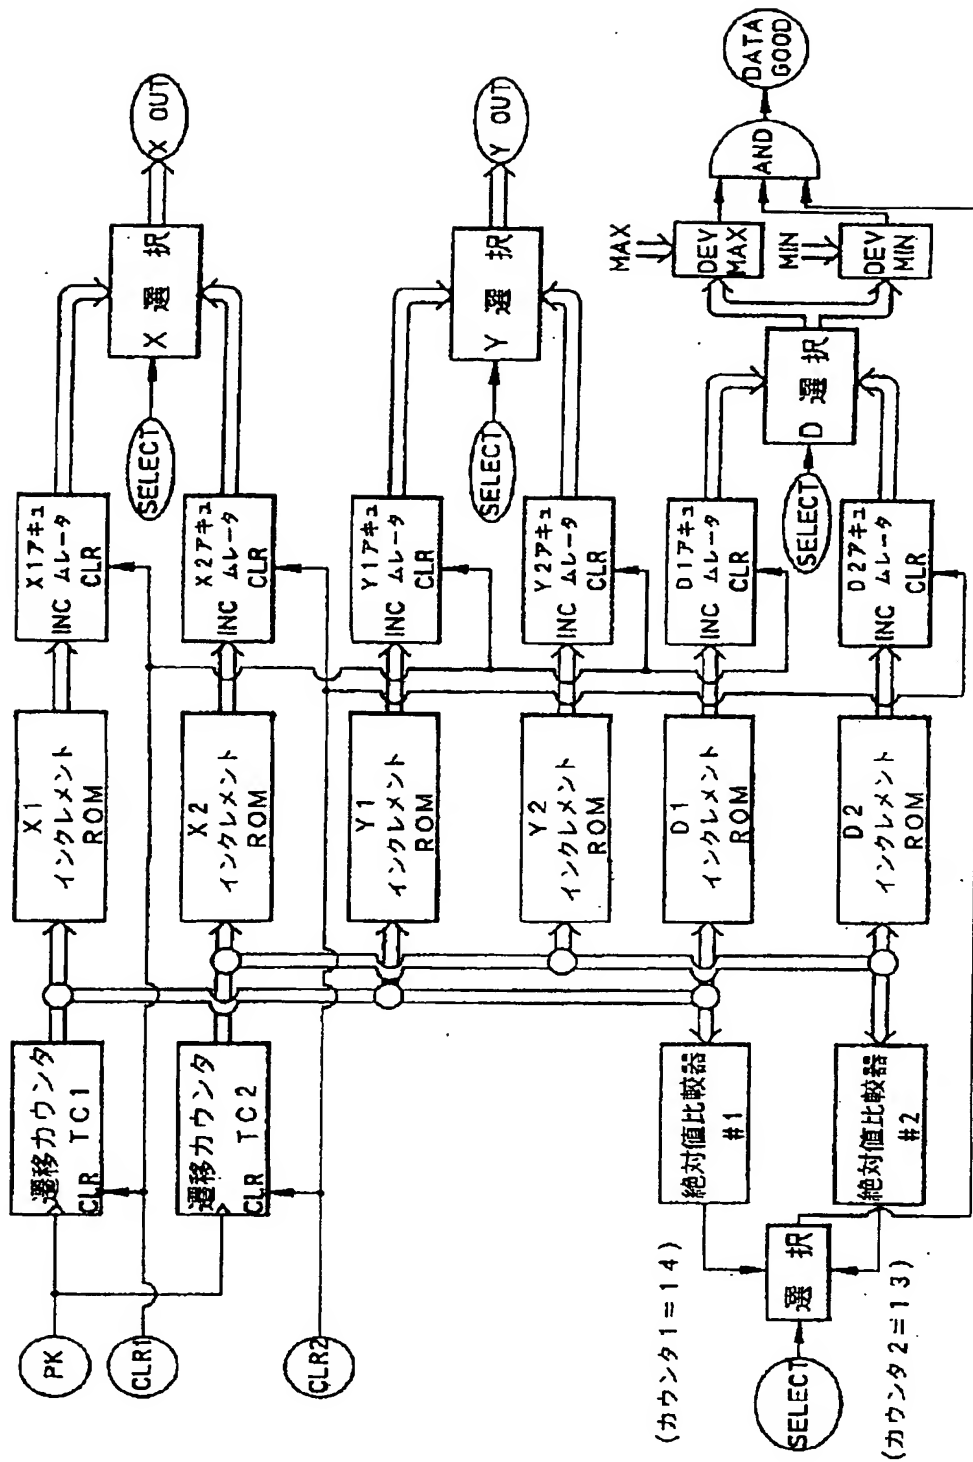 PK
CLR1
CLR2
遷移カウンタ
TC1
CLR
遷移カウンタ
TC2
CLR
X1
インクレメント
ROM
X2
インクレメント
ROM
Y1
インクレメント
ROM
Y2
インクレメント
ROM
D1
インクレメント
ROM
D2
インクレメント
ROM
X1アキュ
INC ムレータ
CLR
X2アキュ
INC ムレータ
CLR
Y1アキュ
INC ムレータ
CLR
Y2アキュ
INC ムレータ
CLR
D1アキュ
INC ムレータ
CLR
D2アキュ
INC ムレータ
CLR
SELECT
X 選択
X OUT
SELECT
Y 選択
Y OUT
SELECT
D 選択
MAX
DEV
MAX
MIN
DEV
MIN
AND
DATA
GOOD
絶対値比較器
#1
絶対値比較器
#2
(カウンタ1=14)
SELECT
選択
(カウンタ2=13)